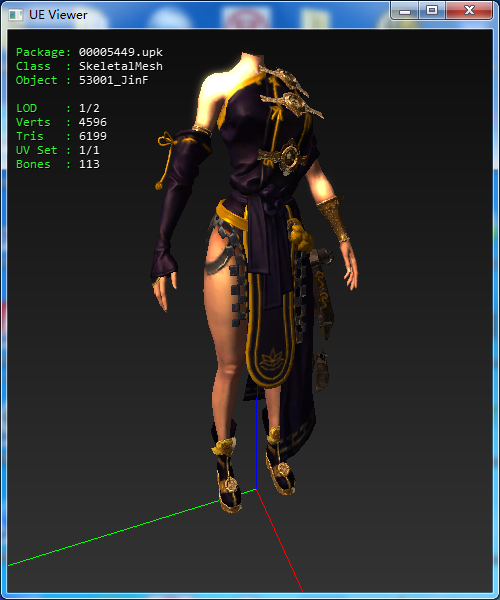 UE Viewer
Package: 00005449.upk
Class : SkeletalMesh
Object : 53001_JinF
LOD : 1/2
Verts : 4596
Tris : 6199
UV Set : 1/1
Bones : 113